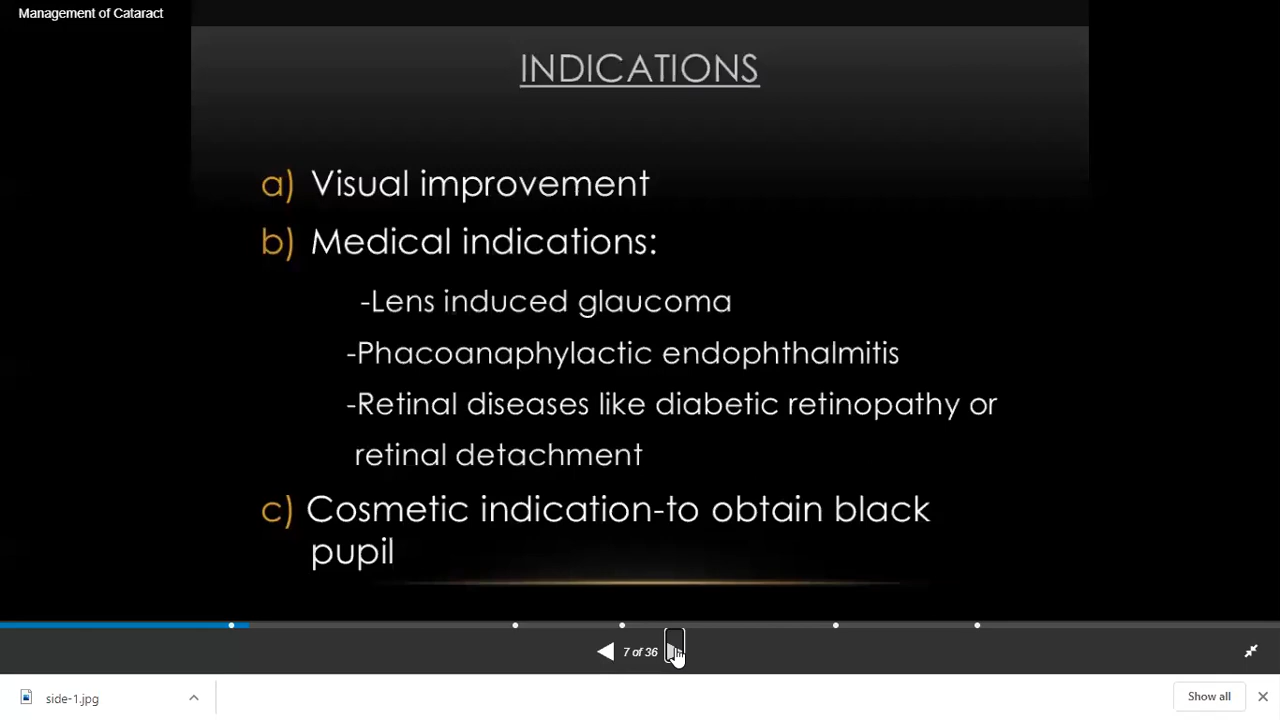 Management of Cataract
INDICATIONS
a) Visual improvement
b) Medical indications:
-Lens induced glaucoma
-Phacoanaphylactic endophthalmitis
-Retinal diseases like diabetic retinopathy or
retinal detachment
c) Cosmetic indication-to obtain black
pupil
7 of 36
side-1.jpg
Show all